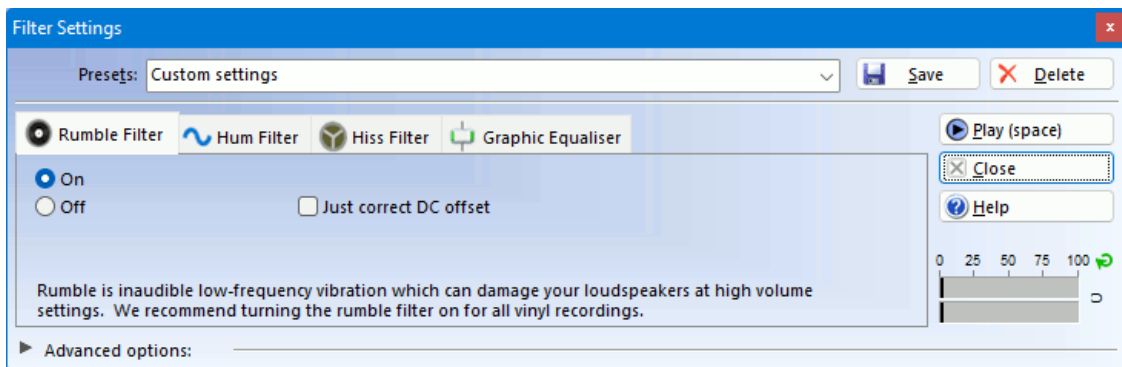 Filter Settings
x
Presets: Custom settings
Save
Delete
Rumble Filter
Hum Filter
Hiss Filter
Graphic Equaliser
Play (space)
On
Close
Off
Just correct DC offset
Help
0 25 50 75 100
Rumble is inaudible low-frequency vibration which can damage your loudspeakers at high volume
settings. We recommend turning the rumble filter on for all vinyl recordings.
Advanced options: